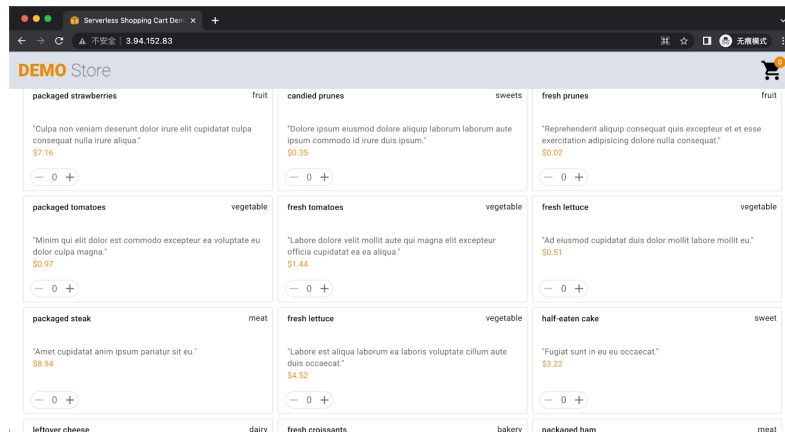 Serverless Shopping Cart Dem
不安全 3.94.152.83
无痕模式
DEMO Store
0
packaged strawberries fruit
"Culpa non veniam deserunt dolor irure elit cupidatat culpa
consequat nulla irure aliqua."
$7.16
0
candied prunes sweets
"Dolore ipsum eiusmod dolore aliquip laborum laborum aute
ipsum commodo id irure duis ipsum."
$0.35
0
fresh prunes fruit
"Reprehenderit aliquip consequat quis excepteur et et esse
exercitation adipisicing dolore nulla consequat."
$0.02
0
packaged tomatoes vegetable
"Minim qui elit dolor est commodo excepteur ea voluptate eu
dolor culpa magna."
$0.97
0
fresh tomatoes vegetable
"Labore dolore velit mollit aute qui magna elit excepteur
officia cupidatat ea ea aliqua."
$1.44
0
fresh lettuce vegetable
"Ad eiusmod cupidatat duis dolor mollit labore mollit eu."
$0.51
0
packaged steak meat
"Amet cupidatat anim ipsum pariatur sit eu."
$8.94
0
fresh lettuce vegetable
"Labore est aliqua laborum ea laboris voluptate cillum aute
duis occaecat."
$4.52
0
half-eaten cake sweet
"Fugiat sunt in eu eu occaecat."
$3.22
0
leftover cheese dairy
fresh croissants bakery
packaged ham meat